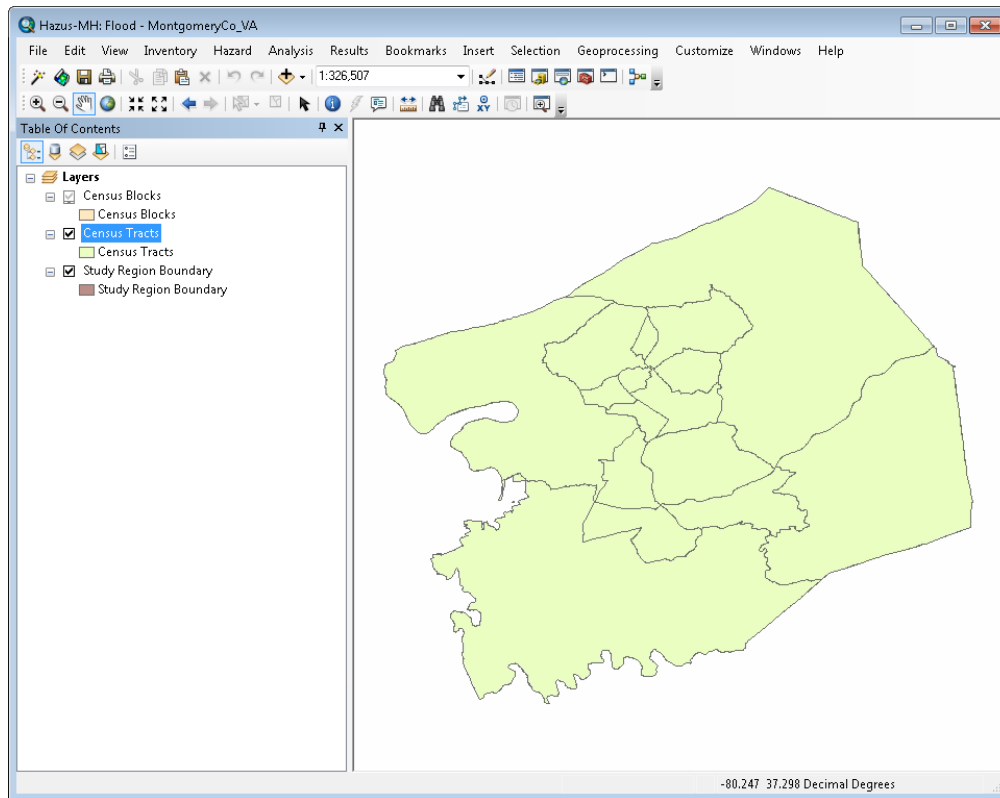 Hazus-MH: Flood - MontgomeryCo_VA
File Edit View Inventory Hazard Analysis Results Bookmarks Insert Selection Geoprocessing Customize Windows Help
1:326,507
XY
Table Of Contents
Layers
Census Blocks
Census Blocks
Census Tracts
Census Tracts
Study Region Boundary
Study Region Boundary
-80.247 37.298 Decimal Degrees